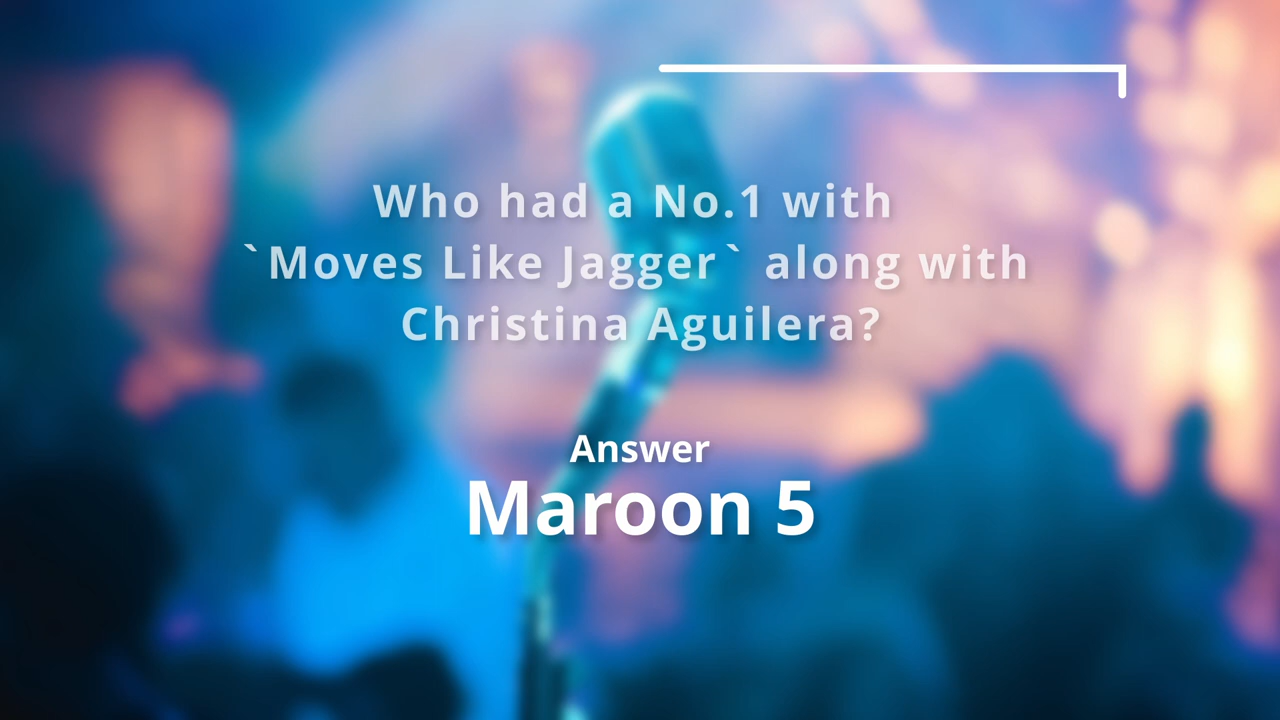 Who had a No.1 with
`Moves Like Jagger` along with
Christina Aguilera?
Answer
Maroon 5